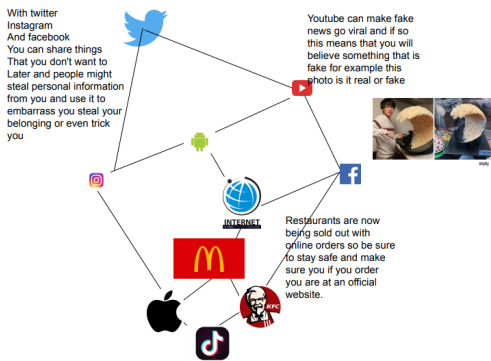 With twitter
Instagram
And facebook
You can share things
That you don't want to
Later and people might
steal personal information
from you and use it to
embarrass you steal your
belonging or even trick
you
Youtube can make fake
news go viral and if so
this means that you will
believe something that is
fake for example this
photo is it real or fake
INTERNET
Restaurants are now
being sold out with
online orders so be sure
to stay safe and make
sure you if you order
you are at an official
website.
KFC